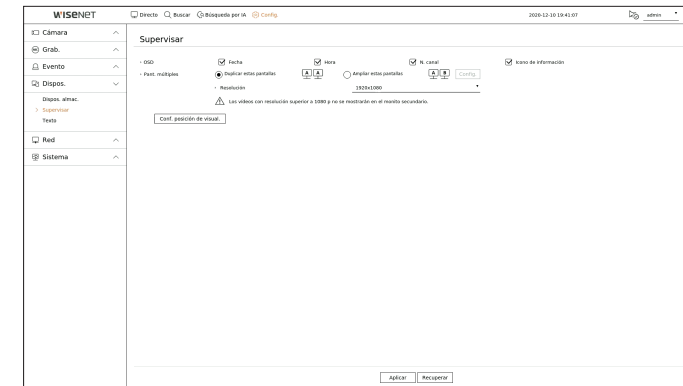 WISENET
Directo Buscar Búsqueda por IA Config.
2020-12-10 19:41:07
admin
Cámara
Grab.
Evento
Dispos.
Dispos. almac.
> Supervisar
Texto
Red
Sistema
Supervisar
OSD Fecha Hora N. canal Icono de información
Pant. múltiples Duplicar estas pantallas A A Ampliar estas pantallas A B Config
Resolución 1920x1080
Los videos con resolución superior a 1080 p no se mostrarán en el monito secundario.
Conf. posición de visual.
Aplicar Recuperar